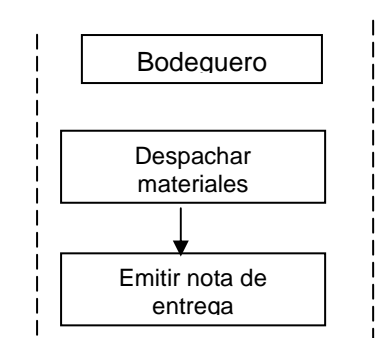 Bodeguero
Despachar
materiales
Emitir nota de
entrega